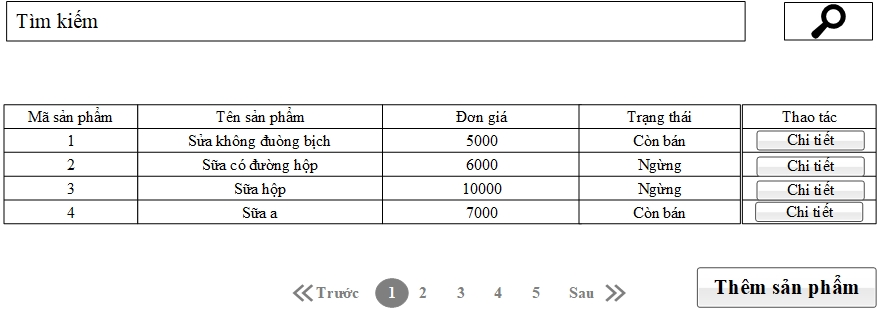 Tìm kiếm
Mã sản phẩm Tên sản phẩm Đơn giá Trạng thái Thao tác
1 Sửa không đuòng bịch 5000 Còn bán Chi tiết
2 Sữa có đường hộp 6000 Ngừng Chi tiết
3 Sữa hộp 10000 Ngừng Chi tiết
4 Sữa a 7000 Còn bán Chi tiết
Trước 1 2 3 4 5 Sau Thêm sản phẩm